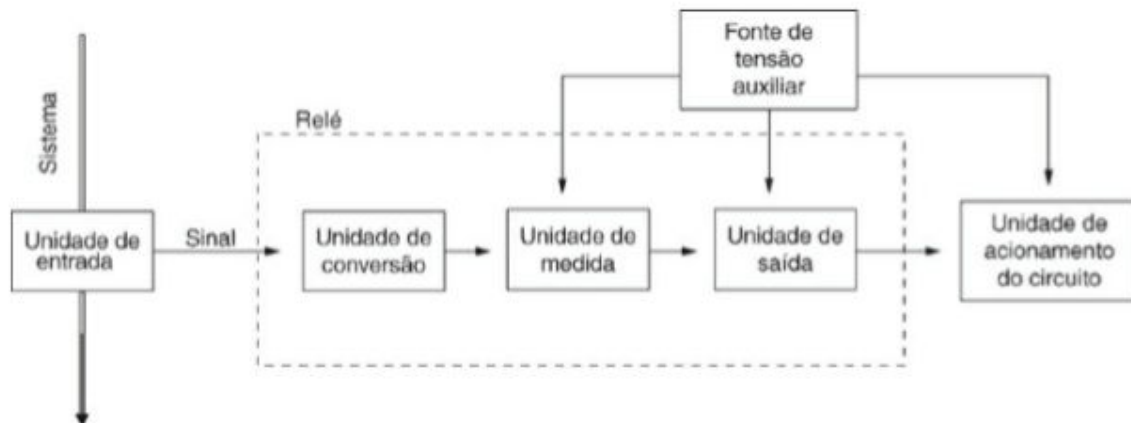 Fonte de
tensão
auxiliar
Sistema
Relé
Unidade de
entrada
Sinal
Unidade de
conversão
Unidade de
medida
Unidade de
saída
Unidade de
acionamento
do circuito